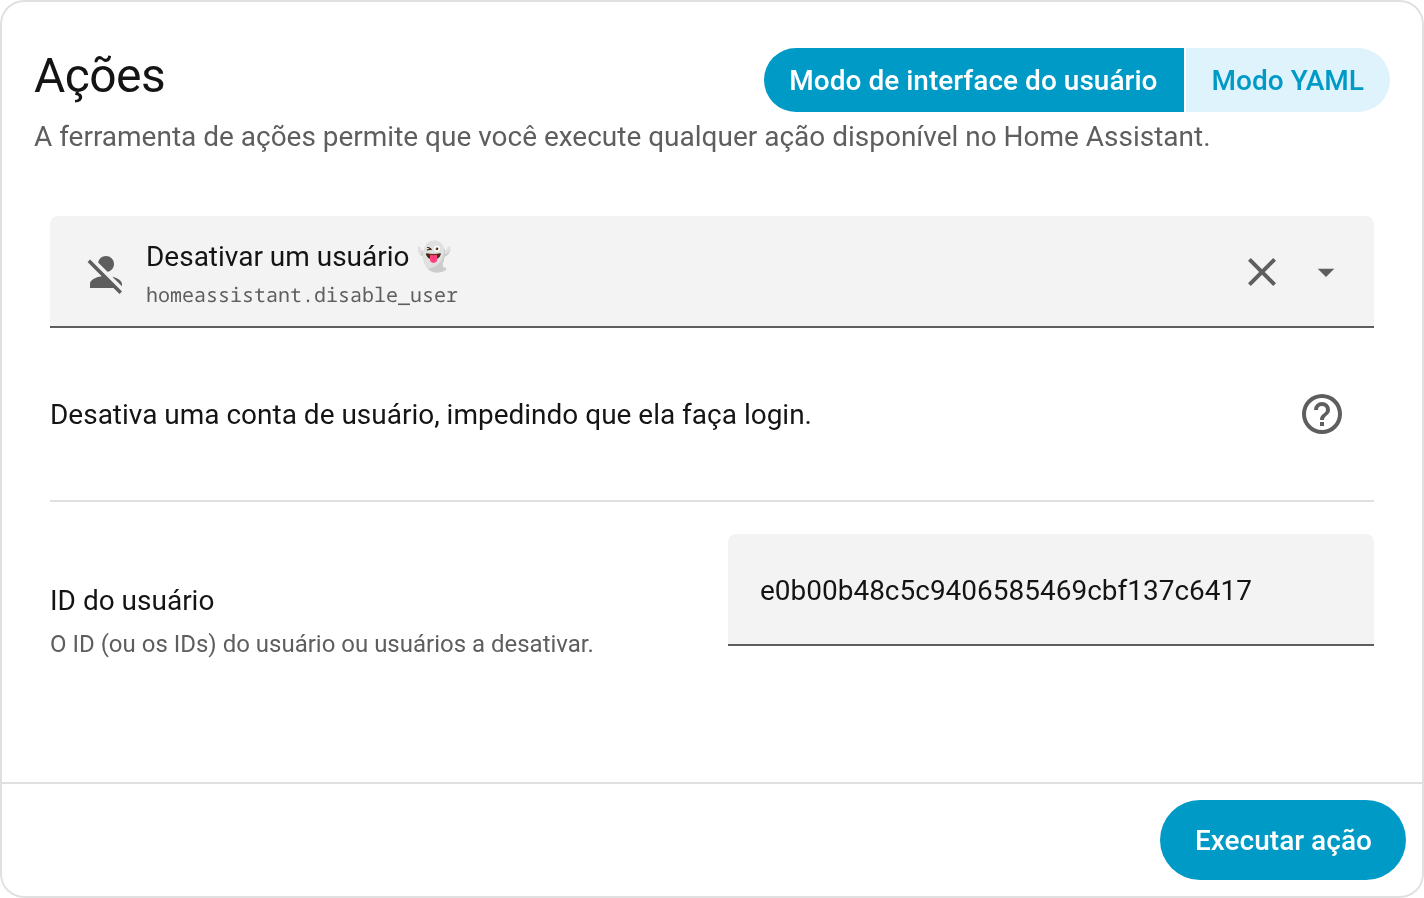 Ações
Modo de interface do usuário
Modo YAML
A ferramenta de ações permite que você execute qualquer ação disponível no Home Assistant.
Desativar um usuário 👻
homeassistant.disable_user
Desativa uma conta de usuário, impedindo que ela faça login.
ID do usuário
O ID (ou os IDs) do usuário ou usuários a desativar.
e0b00b48c5c9406585469cbf137c6417
Executar ação